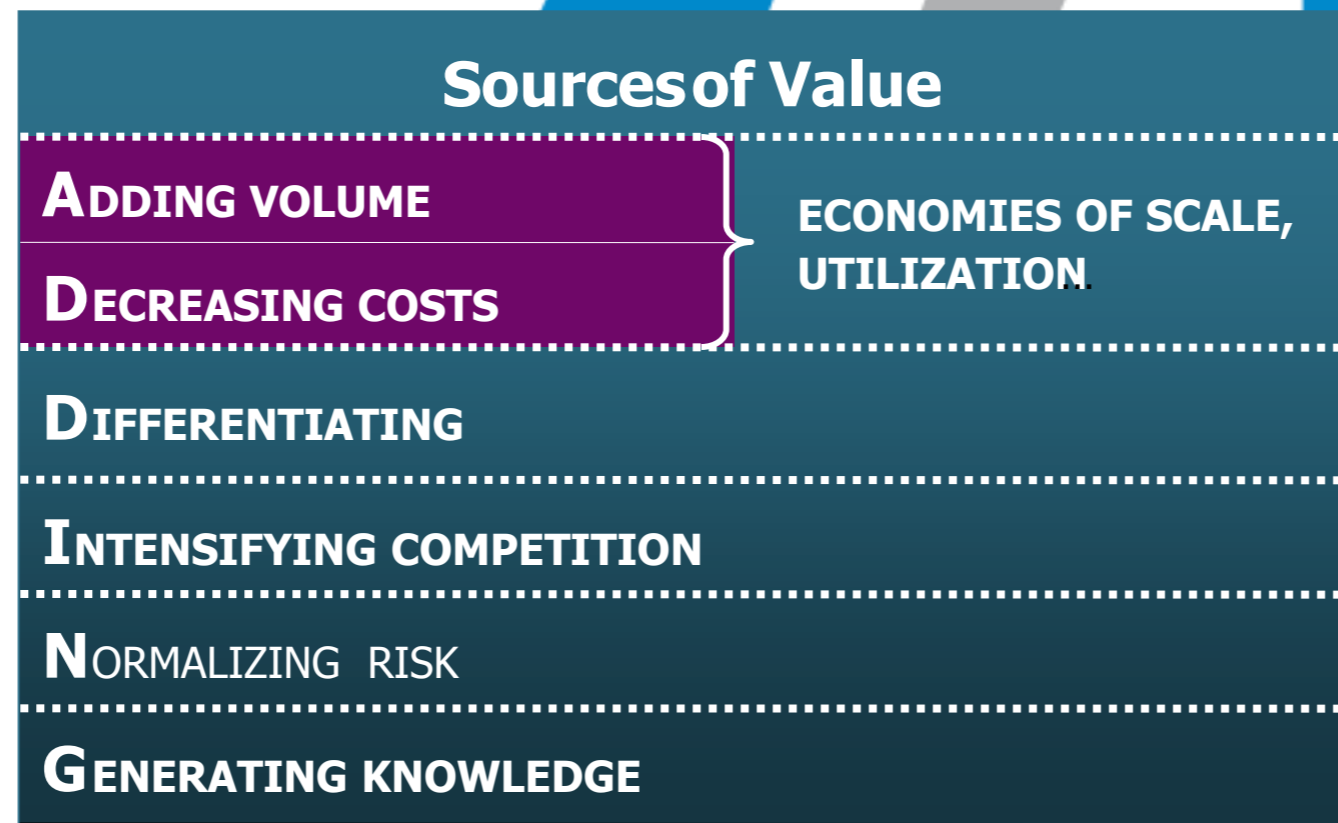 Sources of Value
ADDING VOLUME
DECREASING COSTS
ECONOMIES OF SCALE,
UTILIZATION...
DIFFERENTIATING
INTENSIFYING COMPETITION
NORMALIZING RISK
GENERATING KNOWLEDGE